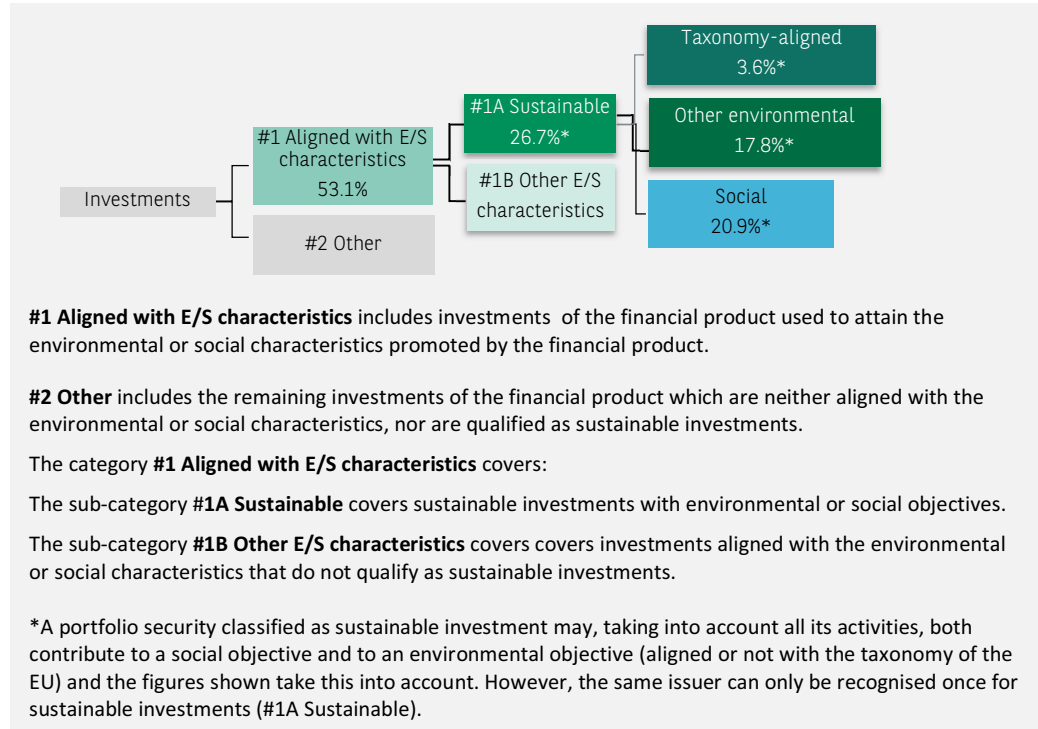 Taxonomy-aligned
3.6%*
#1A Sustainable
26.7%*
Other environmental
17.8%*
#1 Aligned with E/S
characteristics
53.1%
#1B Other E/S
characteristics
Investments
Social
20.9%*
#2 Other
#1 Aligned with E/S characteristics includes investments of the financial product used to attain the
environmental or social characteristics promoted by the financial product.
#2 Other includes the remaining investments of the financial product which are neither aligned with the
environmental or social characteristics, nor are qualified as sustainable investments.
The category #1 Aligned with E/S characteristics covers:
The sub-category #1A Sustainable covers sustainable investments with environmental or social objectives.
The sub-category #1B Other E/S characteristics covers covers investments aligned with the environmental
or social characteristics that do not qualify as sustainable investments.
*A portfolio security classified as sustainable investment may, taking into account all its activities, both
contribute to a social objective and to an environmental objective (aligned or not with the taxonomy of the
EU) and the figures shown take this into account. However, the same issuer can only be recognised once for
sustainable investments (#1A Sustainable).